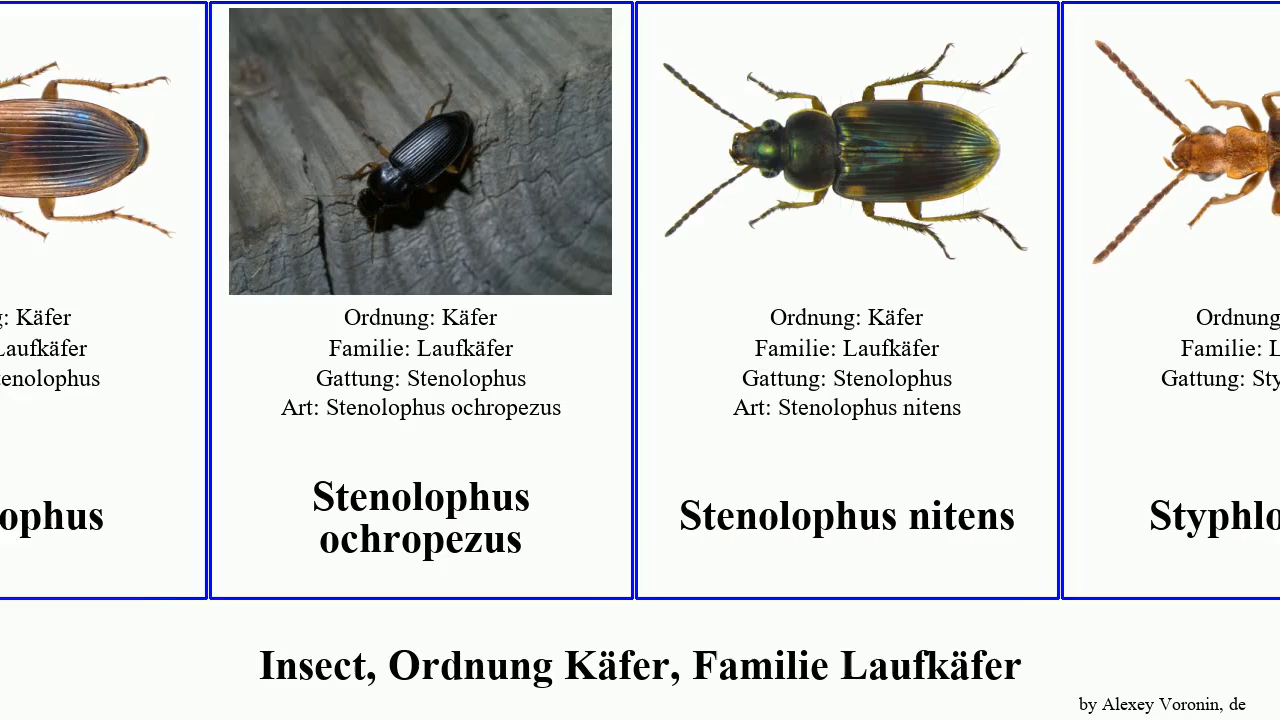 : Käfer
Laufkäfer
tenolophus
ophus
Ordnung: Käfer
Familie: Laufkäfer
Gattung: Stenolophus
Art: Stenolophus ochropezus
Stenolophus
ochropezus
Ordnung: Käfer
Familie: Laufkäfer
Gattung: Stenolophus
Art: Stenolophus nitens
Stenolophus nitens
Ordnung
Familie: L
Gattung: Sty
Styphlo
Insect, Ordnung Käfer, Familie Laufkäfer
by Alexey Voronin, de